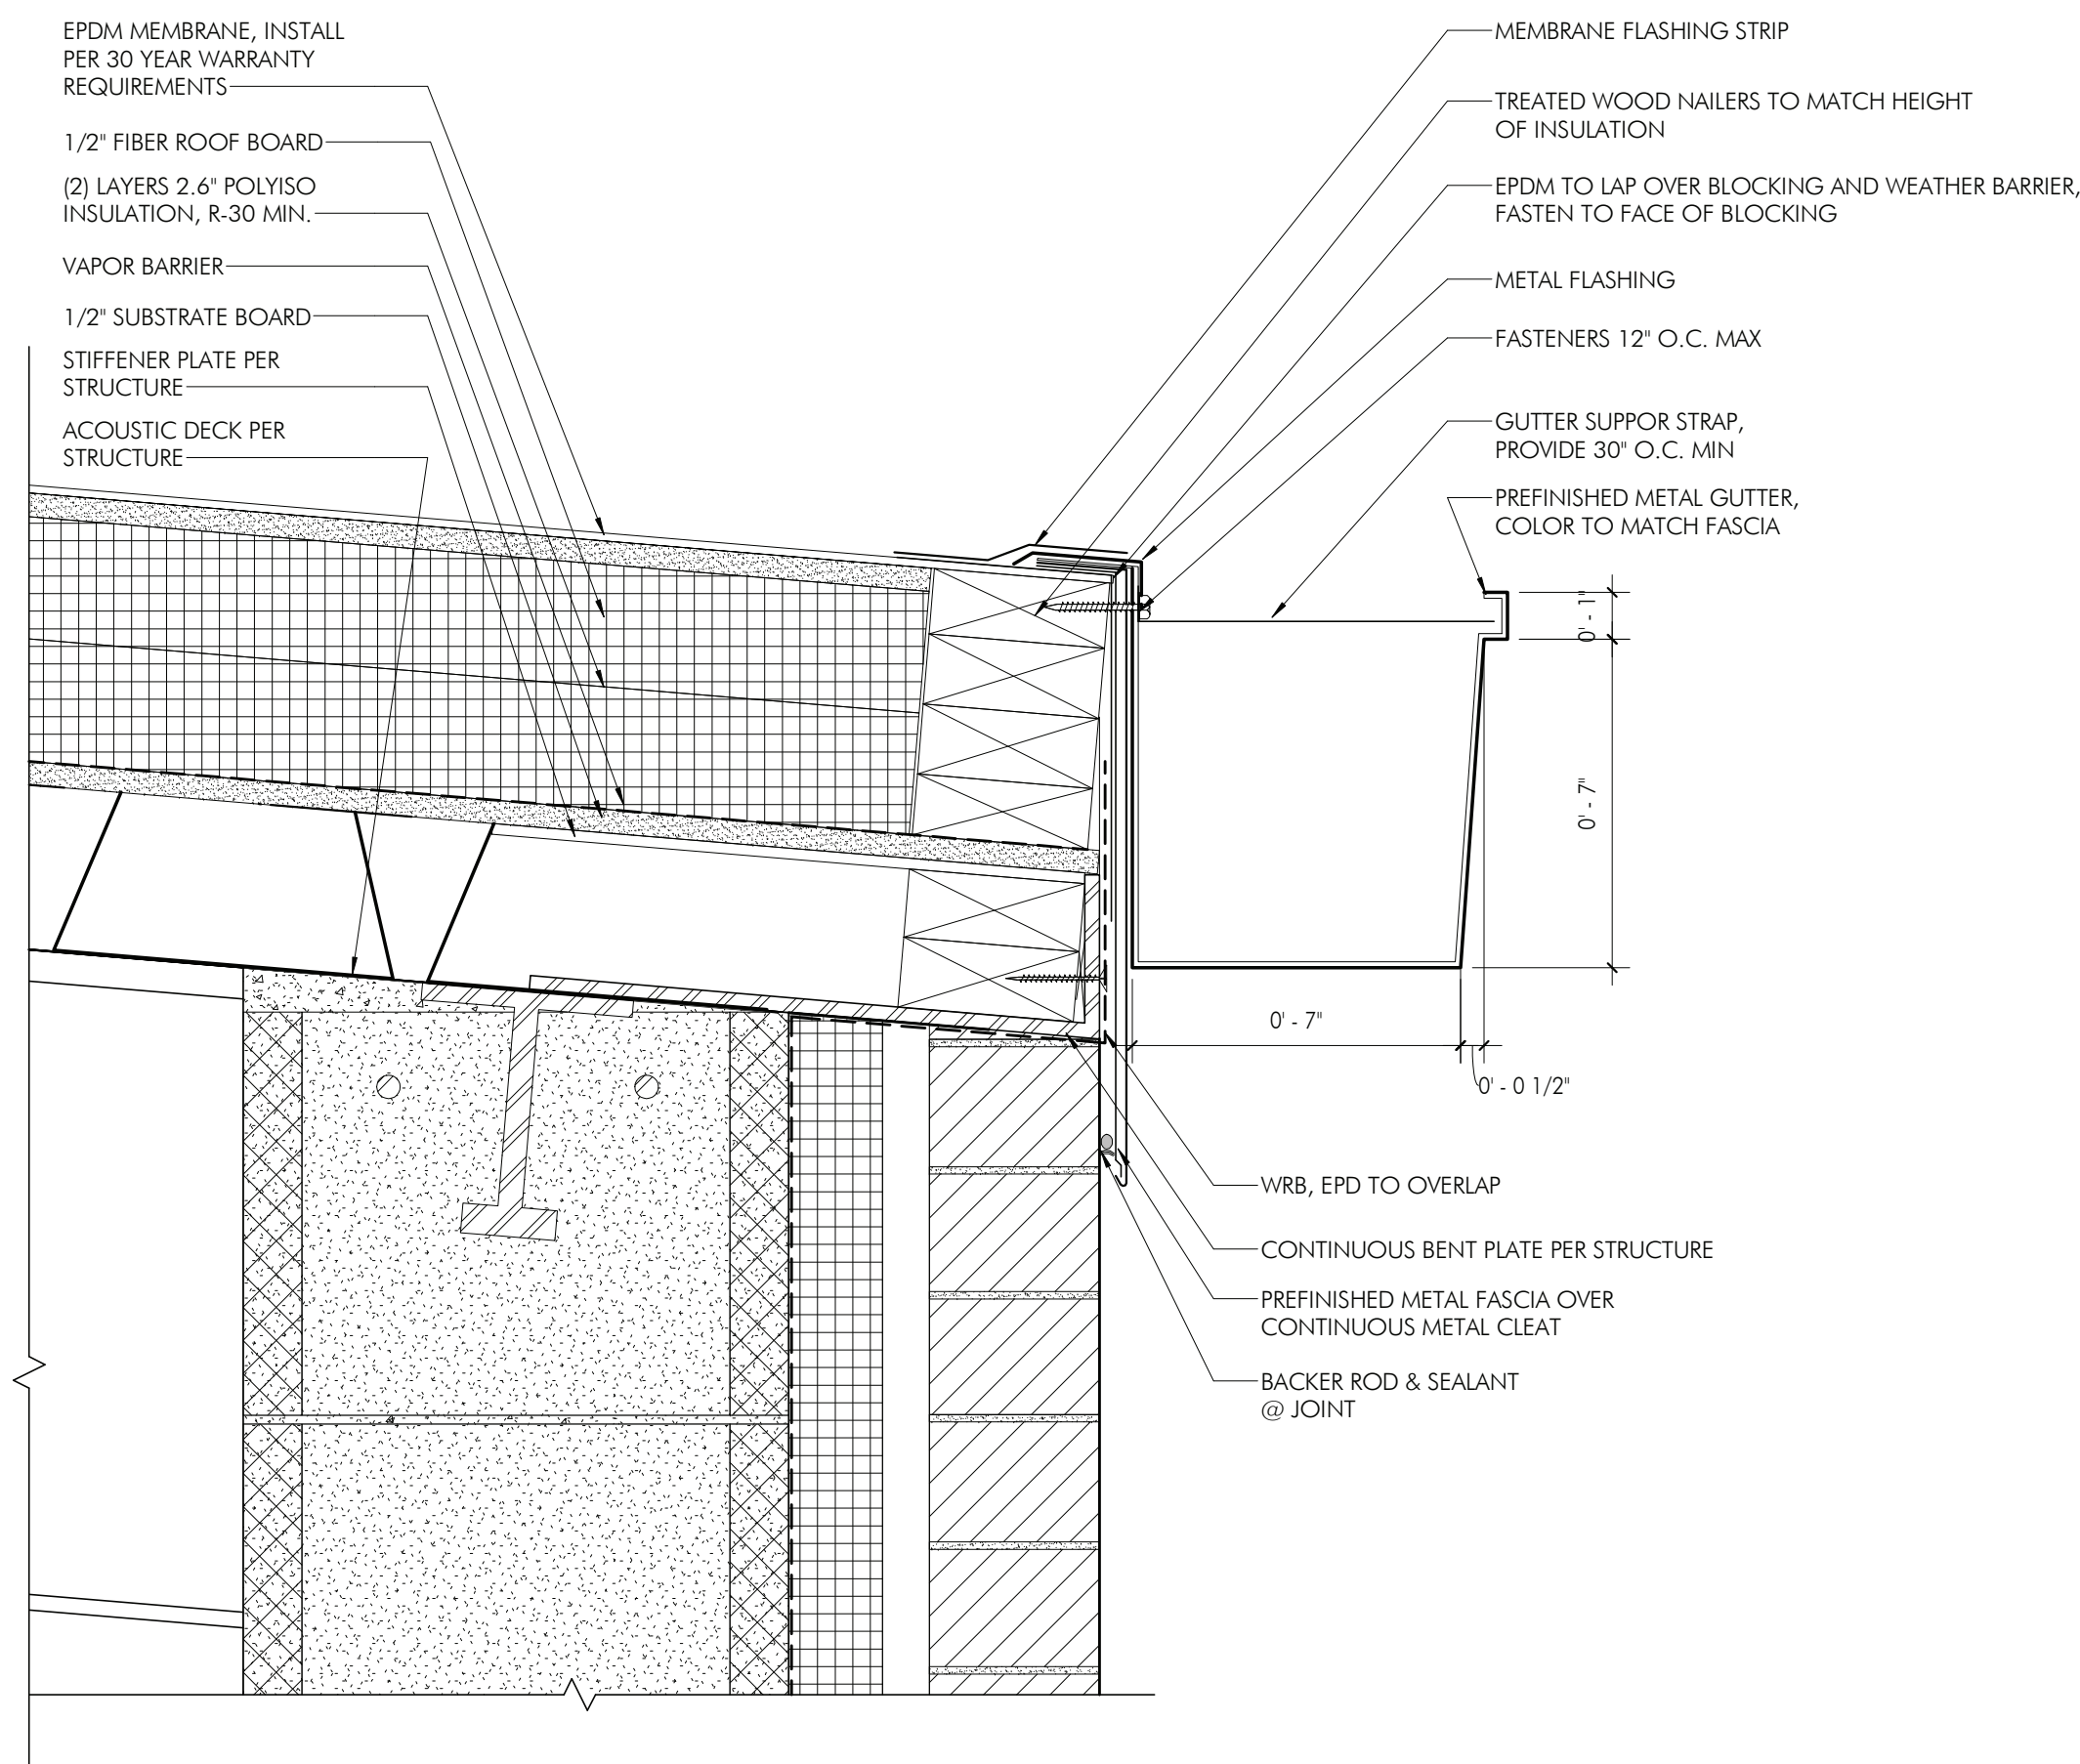 EPDM MEMBRANE, INSTALL
PER 30 YEAR WARRANTY
REQUIREMENTS
1/2" FIBER ROOF BOARD
(2) LAYERS 2.6" POLYISO
INSULATION, R-30 MIN.
VAPOR BARRIER
1/2" SUBSTRATE BOARD
STIFFENER PLATE PER
STRUCTURE
ACOUSTIC DECK PER
STRUCTURE
MEMBRANE FLASHING STRIP
TREATED WOOD NAILERS TO MATCH HEIGHT
OF INSULATION
EPDM TO LAP OVER BLOCKING AND WEATHER BARRIER,
FASTEN TO FACE OF BLOCKING
METAL FLASHING
FASTENERS 12" O.C. MAX
GUTTER SUPPOR STRAP,
PROVIDE 30" O.C. MIN
PREFINISHED METAL GUTTER,
COLOR TO MATCH FASCIA
0' - 1"
0' - 7"
0' - 7"
0' - 0 1/2"
WRB, EPD TO OVERLAP
CONTINUOUS BENT PLATE PER STRUCTURE
PREFINISHED METAL FASCIA OVER
CONTINUOUS METAL CLEAT
BACKER ROD & SEALANT
@ JOINT